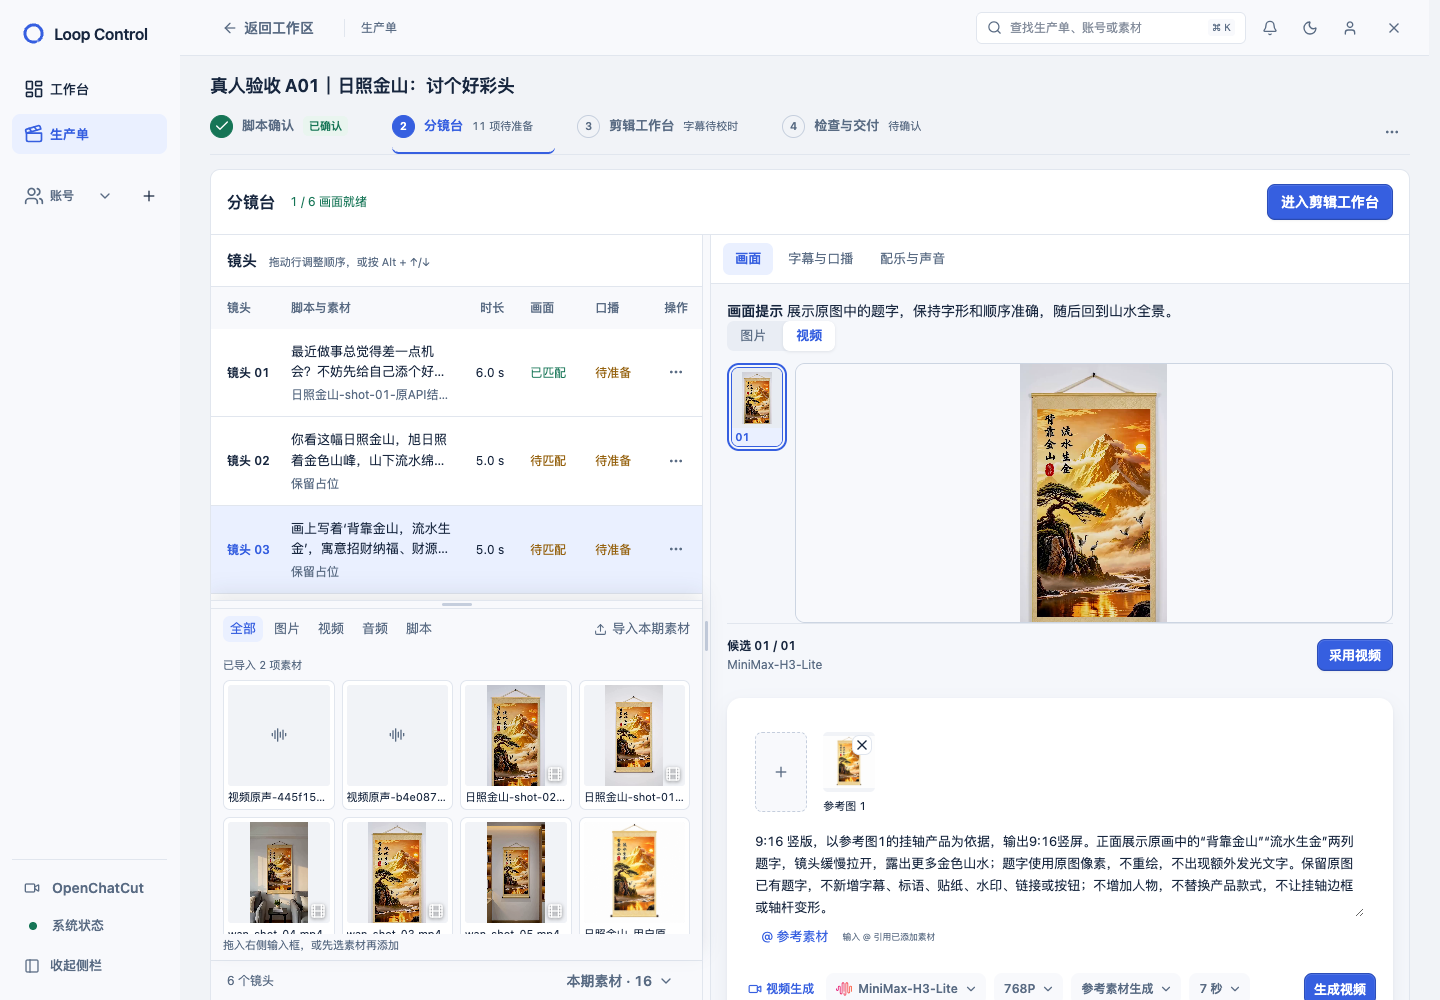 Loop Control
返回工作区
生产单
查找生产单、账号或素材
⌘ K
工作台
生产单
账号
真人验收 A01｜日照金山：讨个好彩头
脚本确认 已确认
2 分镜台 11 项待准备
3 剪辑工作台 字幕待校时
4 检查与交付 待确认
分镜台 1 / 6 画面就绪
进入剪辑工作台
镜头 拖动行调整顺序，或按 Alt + ↑/↓
镜头 脚本与素材 时长 画面 口播 操作
最近做事总觉得差一点机
镜头 01 会？不妨先给自己添个好... 6.0 s 已匹配 待准备
日照金山-shot-01-原API结...
你看这幅日照金山，旭日照
镜头 02 着金色山峰，山下流水绵... 5.0 s 待匹配 待准备
保留占位
画上写着‘背靠金山，流水生
镜头 03 金’，寓意招财纳福、财源... 5.0 s 待匹配 待准备
保留占位
全部 图片 视频 音频 脚本 导入本期素材
已导入 2 项素材
视频原声-445f15... 视频原声-b4e087... 日照金山-shot-02... 日照金山-shot-01...
wan-shot-04.mp4 wan-shot-03.mp4 wan-shot-05.mp4 日照金山-用户原
拖入右侧输入框，或先选素材再添加
6 个镜头 本期素材 · 16
画面 字幕与口播 配乐与声音
画面提示 展示原图中的题字，保持字形和顺序准确，随后回到山水全景。
图片 视频
01
背靠金山
流水生金
候选 01 / 01
MiniMax-H3-Lite
采用视频
参考图 1
9:16 竖版，以参考图1的挂轴产品为依据，输出9:16竖屏。正面展示原画中的“背靠金山”“流水生金”两列
题字，镜头缓慢拉开，露出更多金色山水；题字使用原图像素，不重绘，不出现额外发光文字。保留原图
已有题字，不新增字幕、标语、贴纸、水印、链接或按钮；不增加人物，不替换产品款式，不让挂轴边框
或轴杆变形。
@ 参考素材 输入 @ 引用已添加素材
视频生成 MiniMax-H3-Lite 768P 参考素材生成 7 秒 生成视频
OpenChatCut
系统状态
收起侧栏